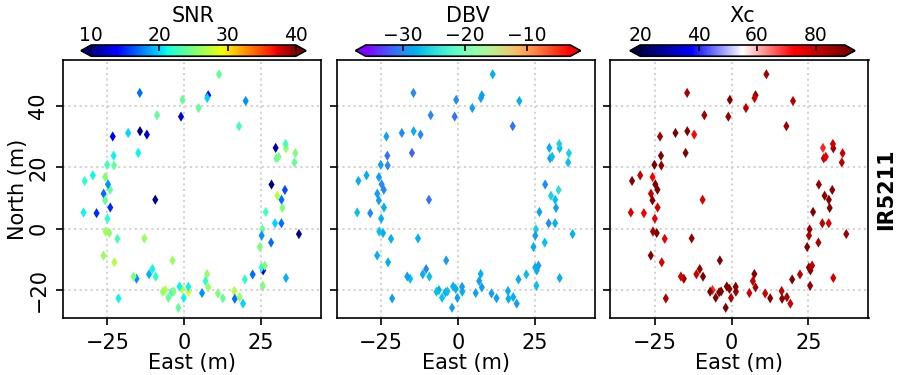 SNR DBV Xc
10 20 30 40 −30 −20 −10 20 40 60 80
40
20
0
−20
North (m)
−25 0 25 −25 0 25 −25 0 25
East (m) East (m) East (m)
IR5211